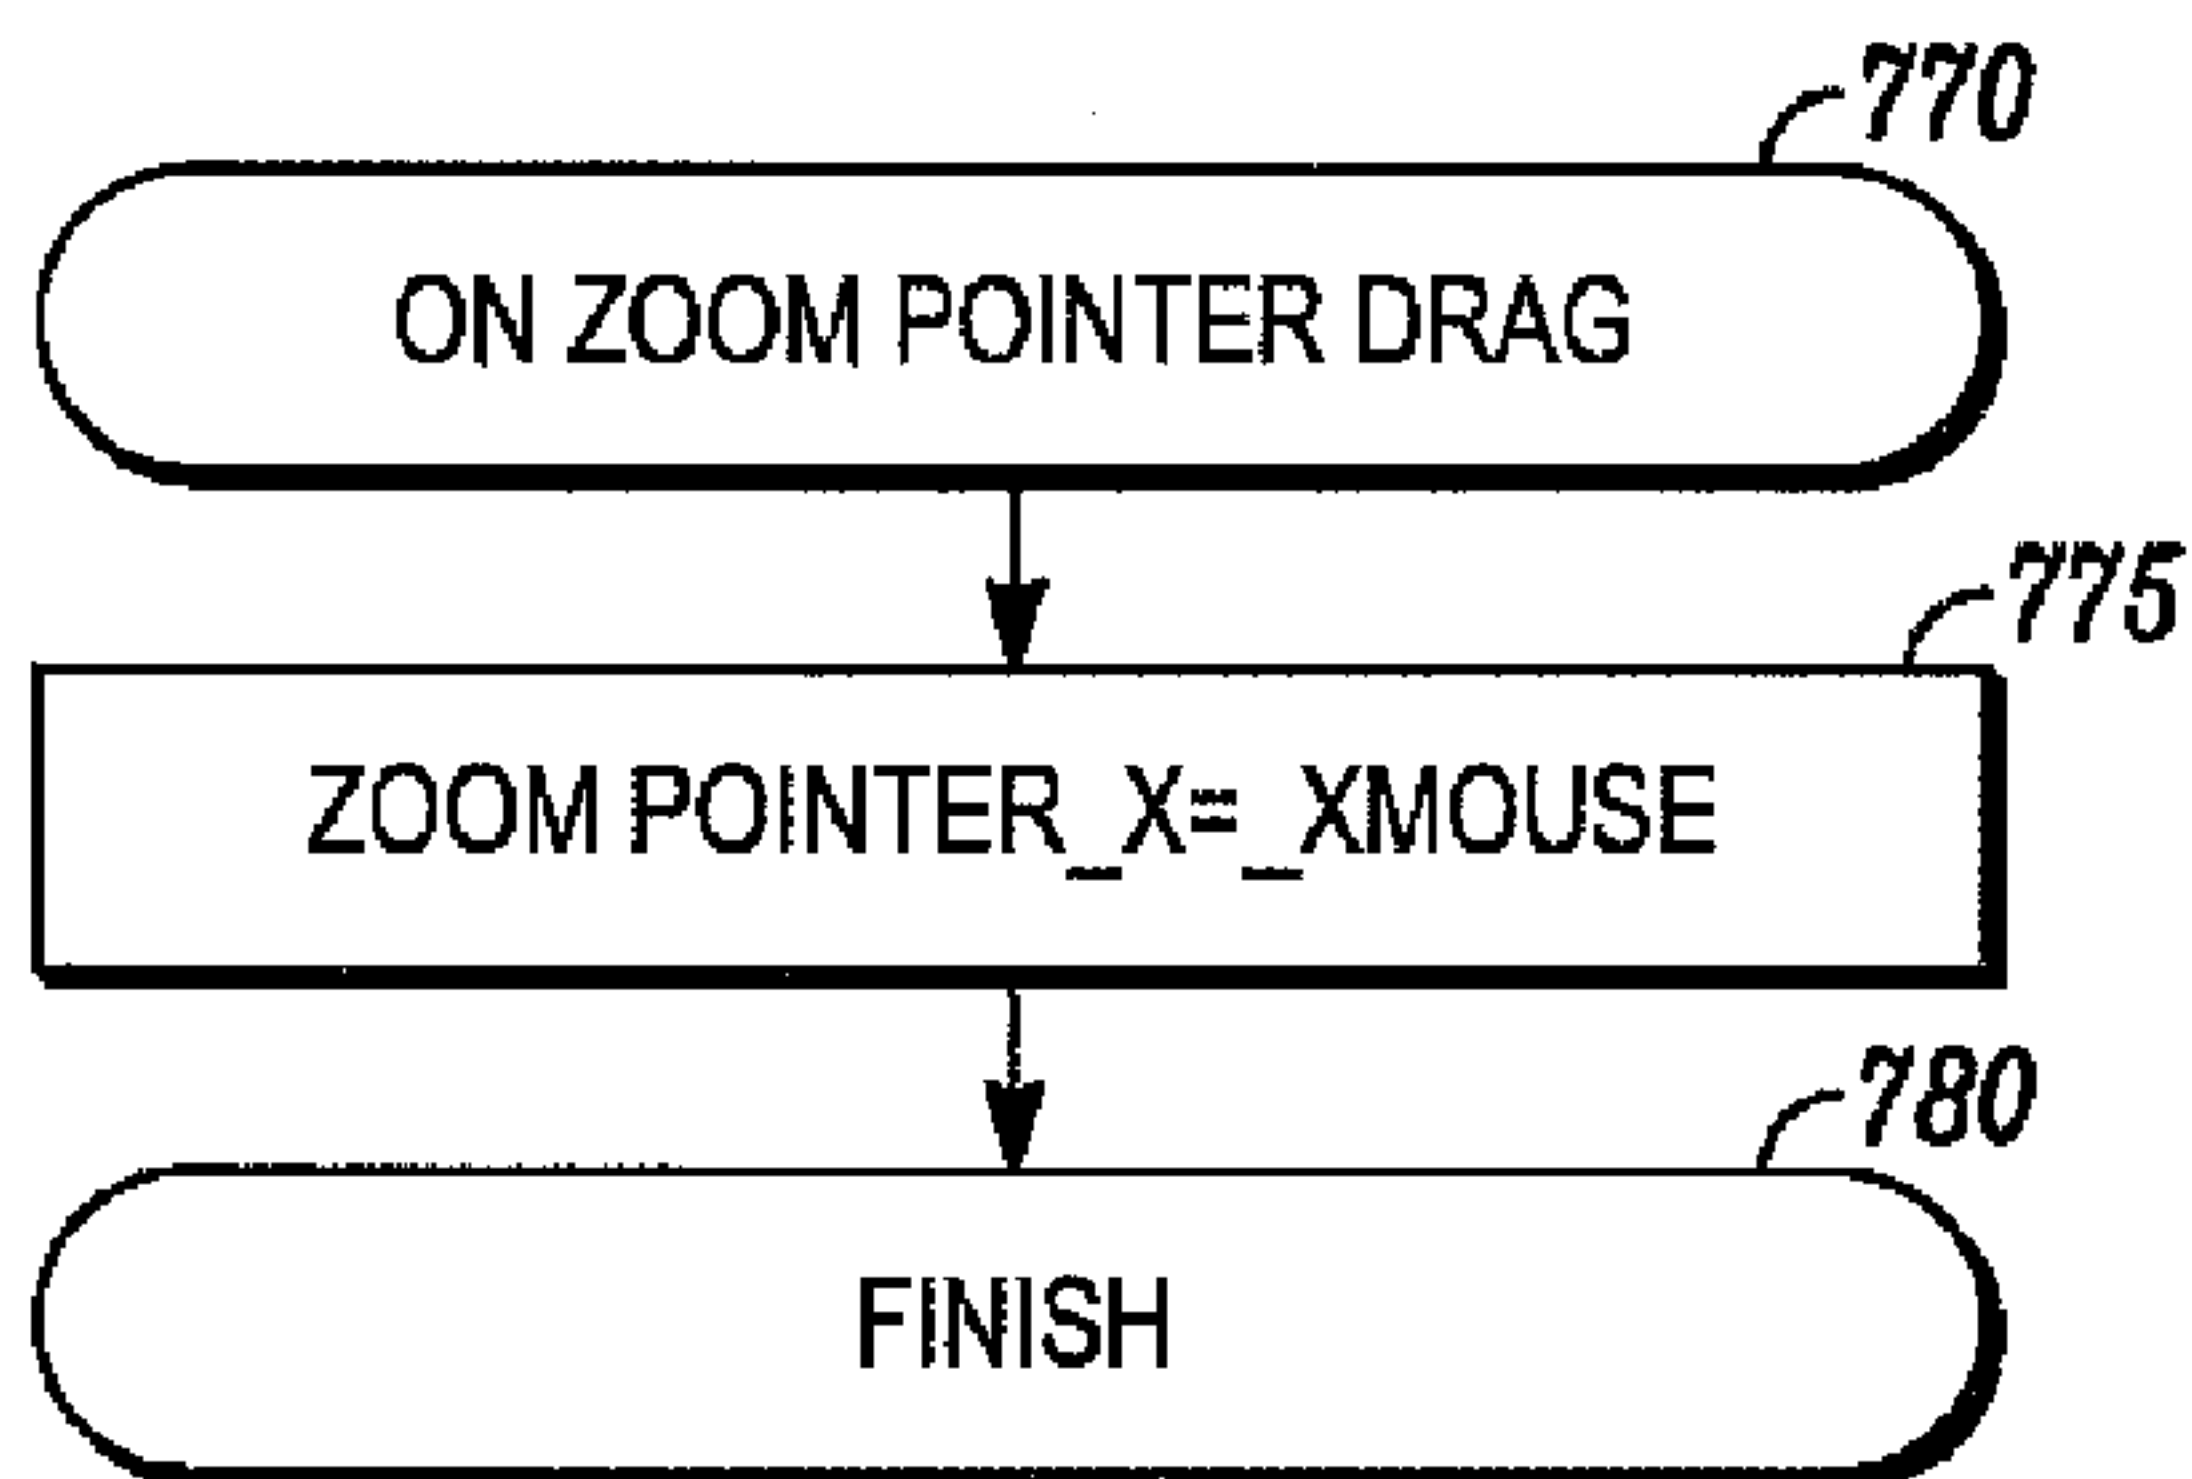 770
ON ZOOM POINTER DRAG
775
ZOOM POINTER_X=_XMOUSE
780
FINISH